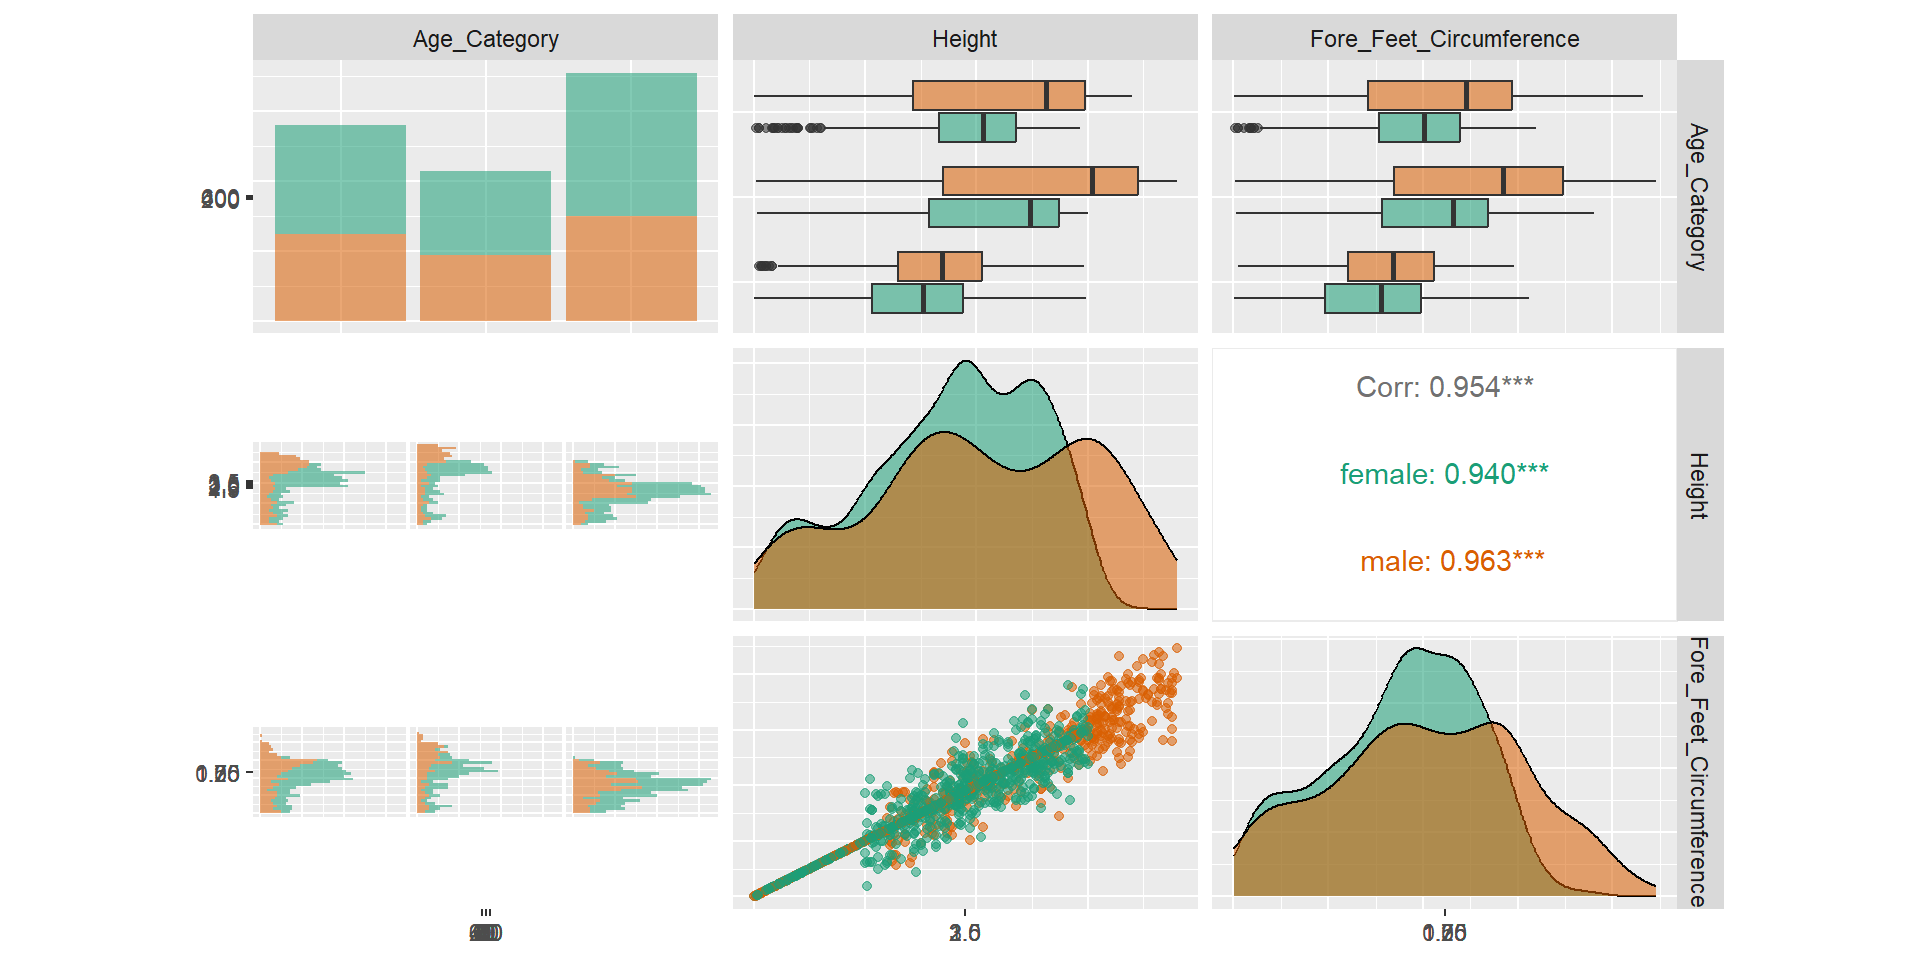 Age_Category
Height
Fore_Feet_Circumference
Age_Category
Corr: 0.954***
female: 0.940***
male: 0.963***
Height
Fore_Feet_Circumference